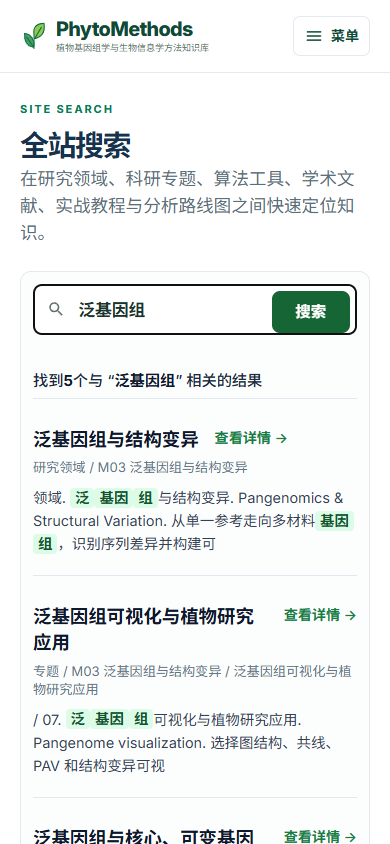 PhytoMethods
植物基因组学与生物信息学方法知识库
菜单
SITE SEARCH
全站搜索
在研究领域、科研专题、算法工具、学术文
献、实战教程与分析路线图之间快速定位知
识。
泛基因组
搜索
找到5个与 “泛基因组” 相关的结果
泛基因组与结构变异 查看详情 →
研究领域 / M03 泛基因组与结构变异
领域. 泛 基因 组 与结构变异. Pangenomics &
Structural Variation. 从单一参考走向多材料 基因
组 ，识别序列差异并构建可
泛基因组可视化与植物研究 查看详情 →
应用
专题 / M03 泛基因组与结构变异 / 泛基因组可视化与植
物研究应用
/ 07. 泛 基因 组 可视化与植物研究应用.
Pangenome visualization. 选择图结构、共线、
PAV 和结构变异可视
泛基因组与核心、可变基因 查看详情 →